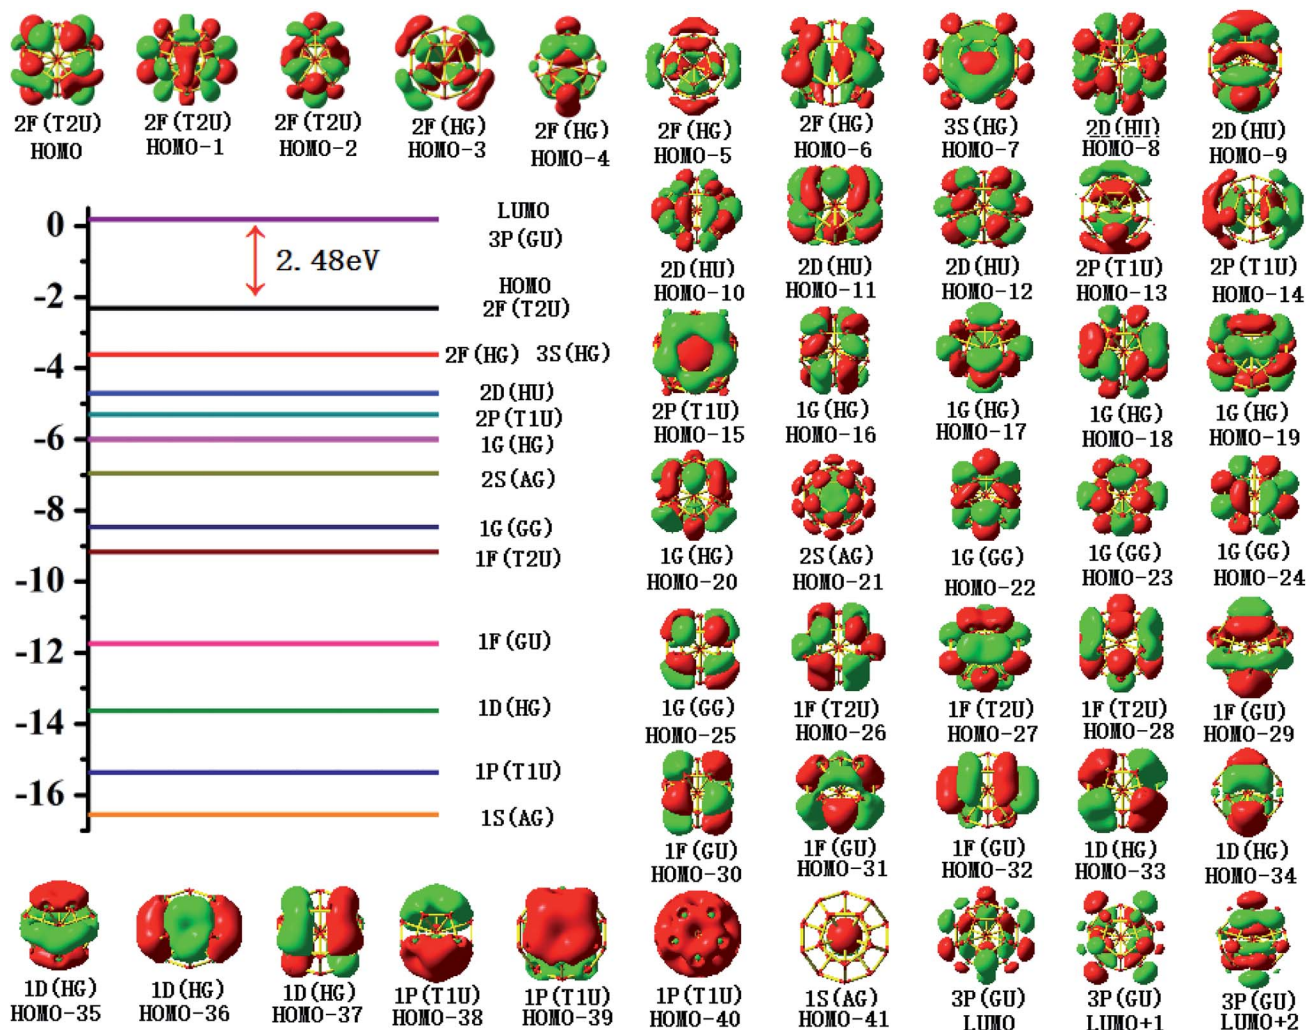 2F(T2U)
HOMO
2F(T2U)
HOMO-1
2F(T2U)
HOMO-2
2F(HG)
HOMO-3
2F(HG)
HOMO-4
2F(HG)
HOMO-5
2F(HG)
HOMO-6
3S(HG)
HOMO-7
2D(HU)
HOMO-8
2D(HU)
HOMO-9
0
-2
-4
-6
-8
-10
-12
-14
-16
2.48eV
LUMO
3P(GU)
HOMO
2F(T2U)
2F(HG) 3S(HG)
2D(HU)
2P(T1U)
1G(HG)
2S(AG)
1G(GG)
1F(T2U)
1F(GU)
1D(HG)
1P(T1U)
1S(AG)
2D(HU)
HOMO-10
2D(HU)
HOMO-11
2D(HU)
HOMO-12
2P(T1U)
HOMO-13
2P(T1U)
HOMO-14
2P(T1U)
HOMO-15
1G(HG)
HOMO-16
1G(HG)
HOMO-17
1G(HG)
HOMO-18
1G(HG)
HOMO-19
1G(HG)
HOMO-20
2S(AG)
HOMO-21
1G(GG)
HOMO-22
1G(GG)
HOMO-23
1G(GG)
HOMO-24
1G(GG)
HOMO-25
1F(T2U)
HOMO-26
1F(T2U)
HOMO-27
1F(T2U)
HOMO-28
1F(GU)
HOMO-29
1F(GU)
HOMO-30
1F(GU)
HOMO-31
1F(GU)
HOMO-32
1D(HG)
HOMO-33
1D(HG)
HOMO-34
1D(HG)
HOMO-35
1D(HG)
HOMO-36
1D(HG)
HOMO-37
1P(T1U)
HOMO-38
1P(T1U)
HOMO-39
1P(T1U)
HOMO-40
1S(AG)
HOMO-41
3P(GU)
LUMO
3P(GU)
LUMO+1
3P(GU)
LUMO+2